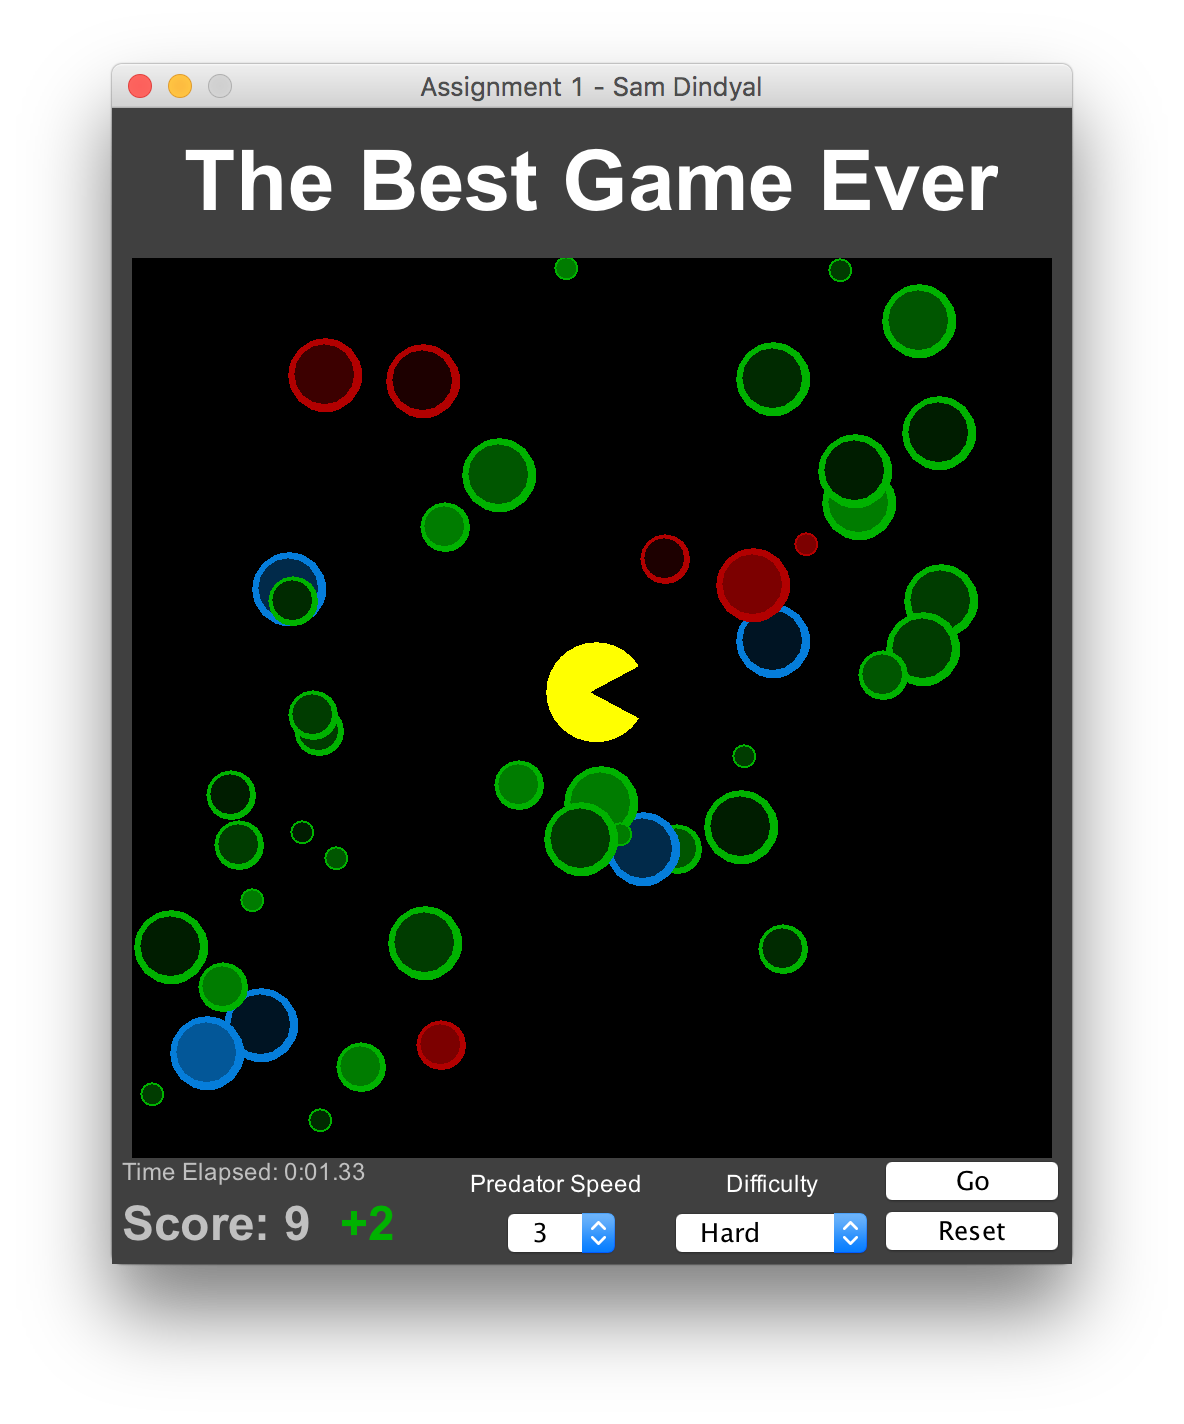 Assignment 1 - Sam Dindyal
The Best Game Ever
Time Elapsed: 0:01.33
Score: 9 +2
Predator Speed
3
Difficulty
Hard
Go
Reset